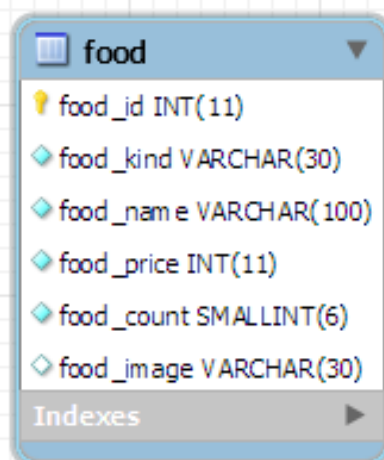 food
food_id INT(11)
food_kind VARCHAR(30)
food_name VARCHAR(100)
food_price INT(11)
food_count SMALLINT(6)
food_image VARCHAR(30)
Indexes